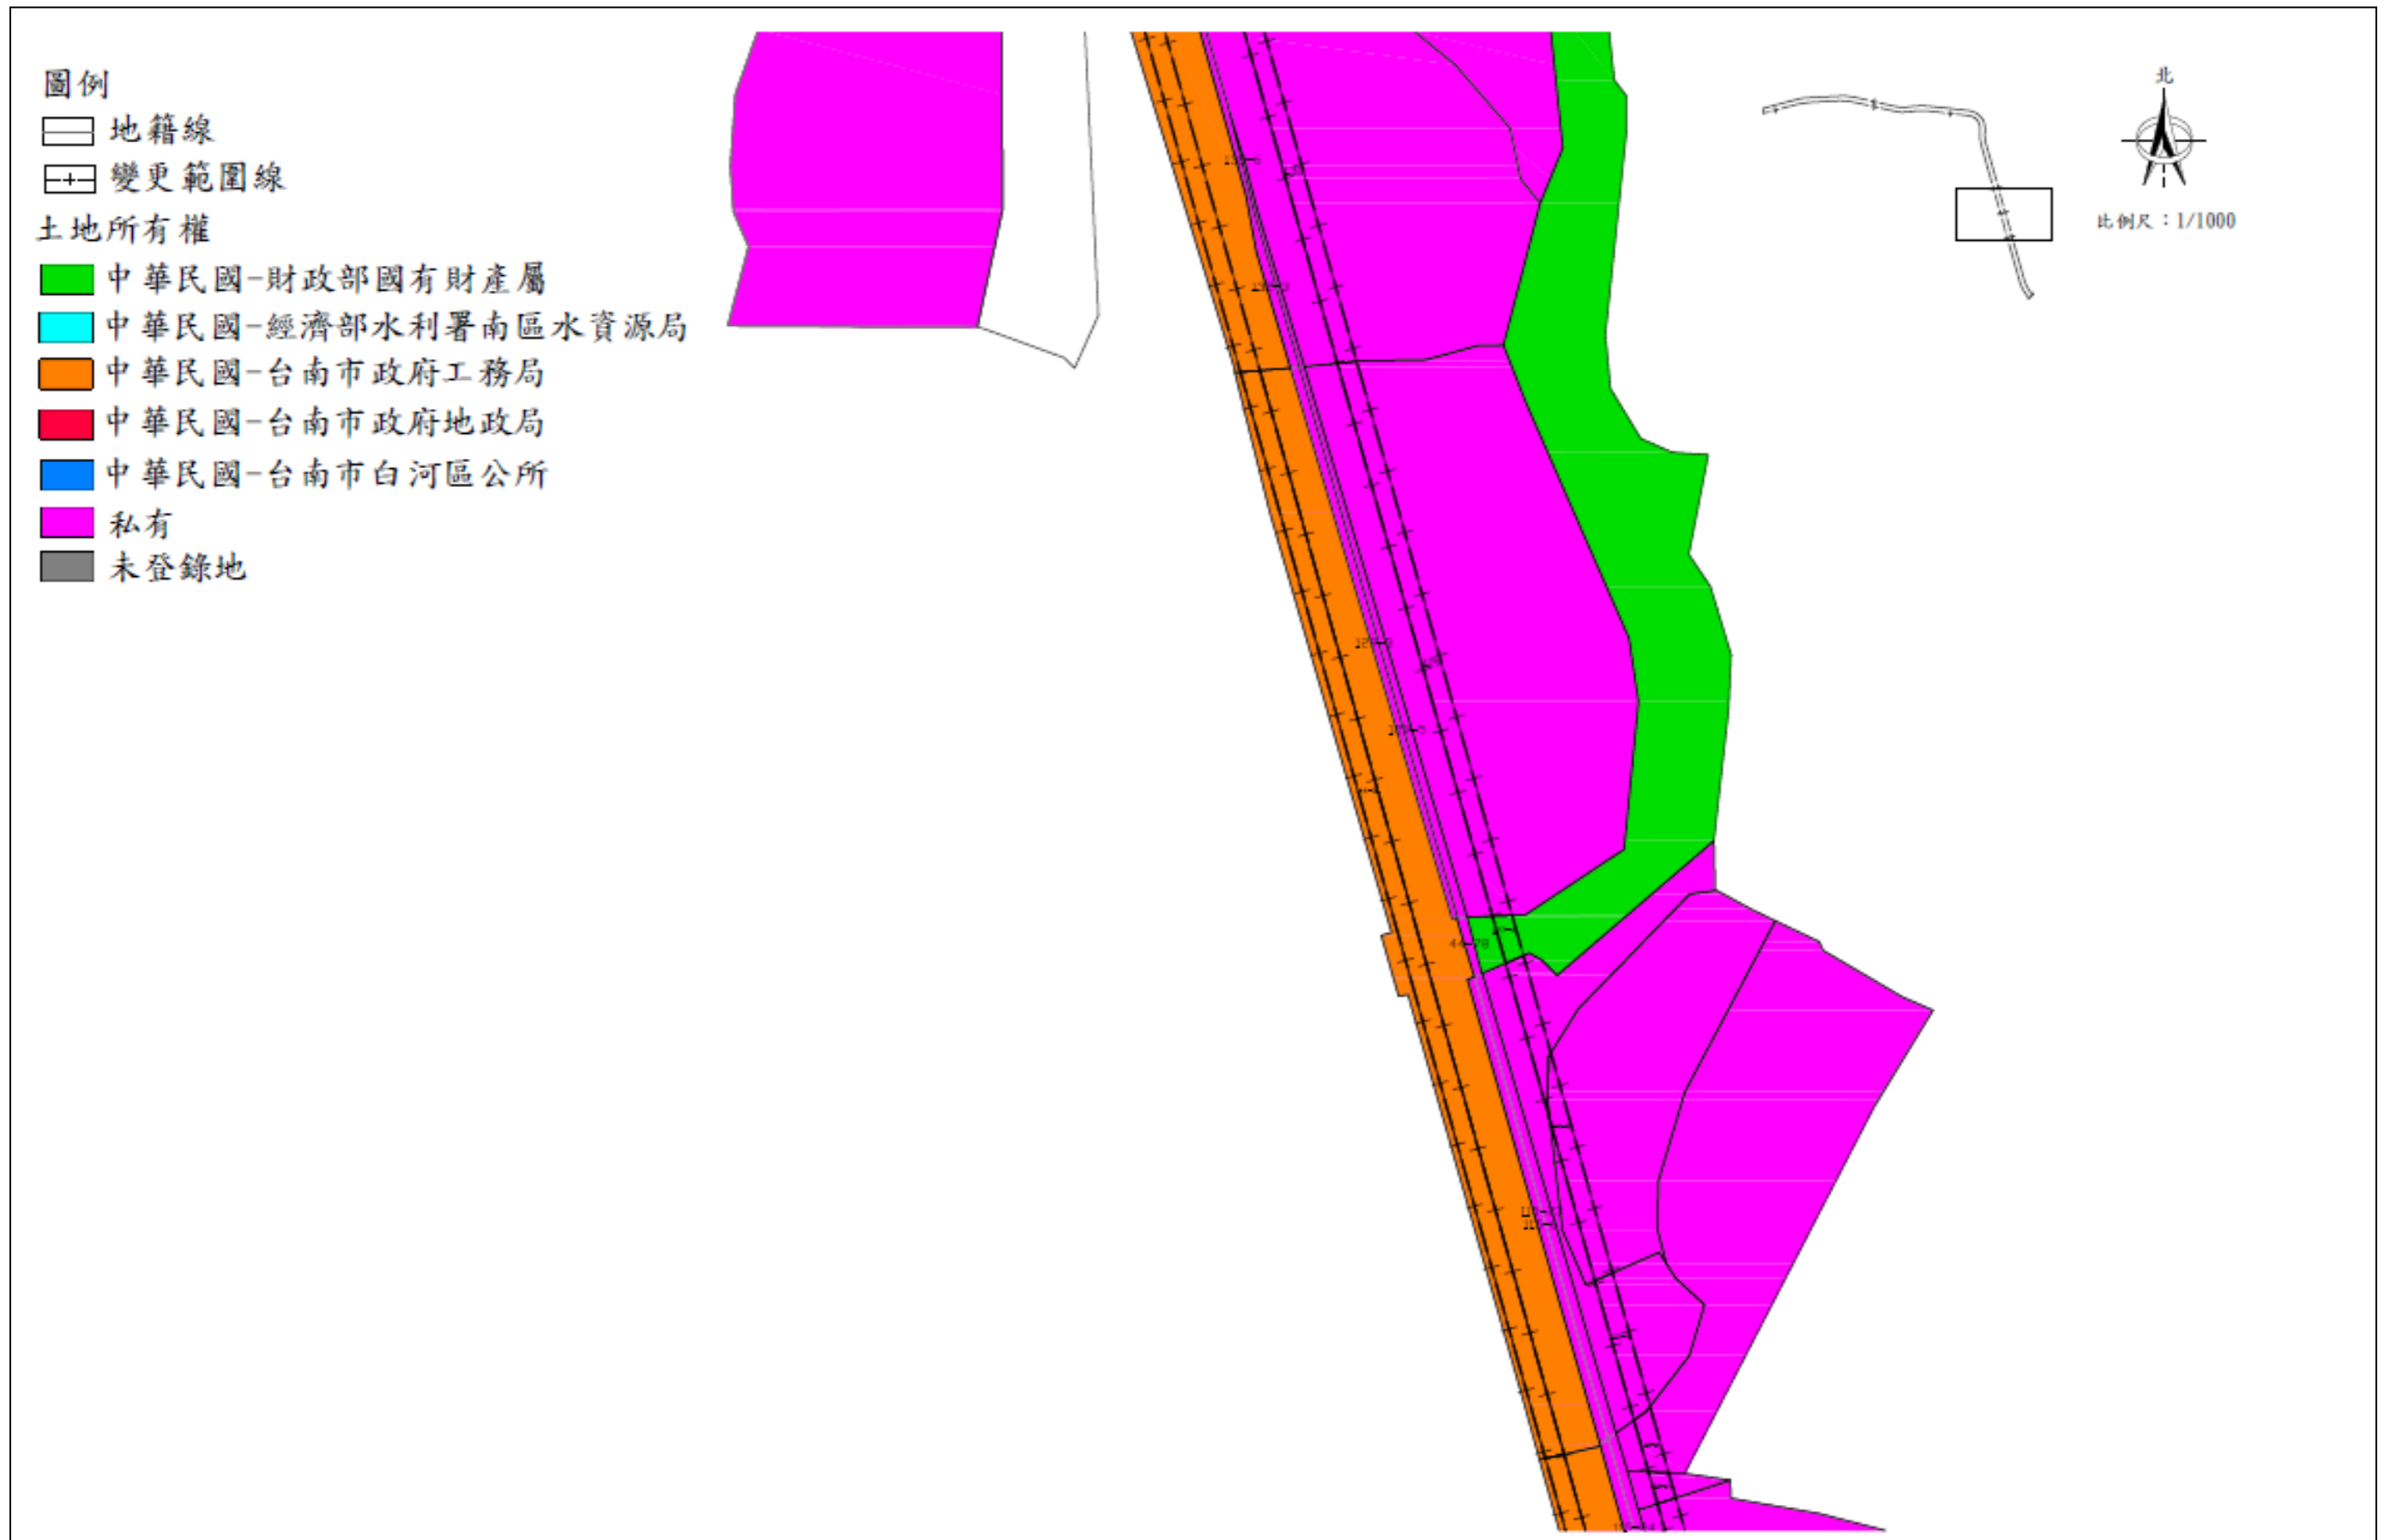 圖例
地籍線
變更範圍線
土地所有權
中華民國-財政部國有財產屬
中華民國-經濟部水利署南區水資源局
中華民國-台南市政府工務局
中華民國-台南市政府地政局
中華民國-台南市白河區公所
私有
未登錄地
北
比例尺：1/1000
44-78